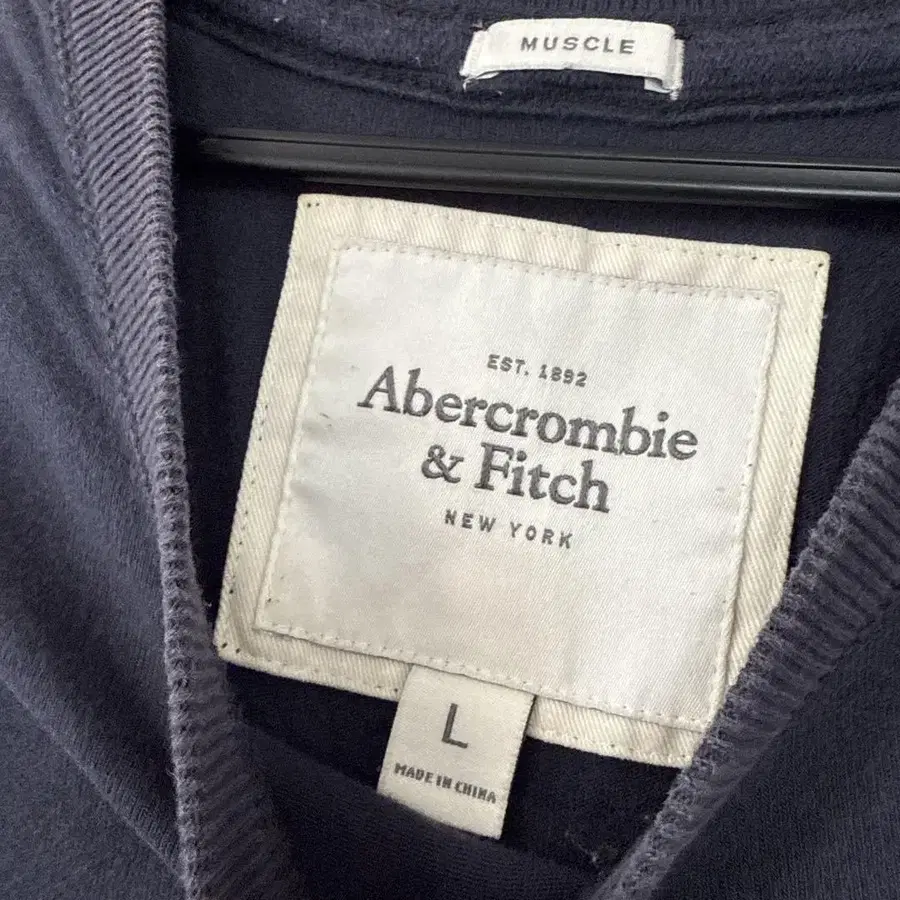 MUSCLE
EST. 1892
Abercrombie
& Fitch
NEW YORK
L
MADE IN CHINA